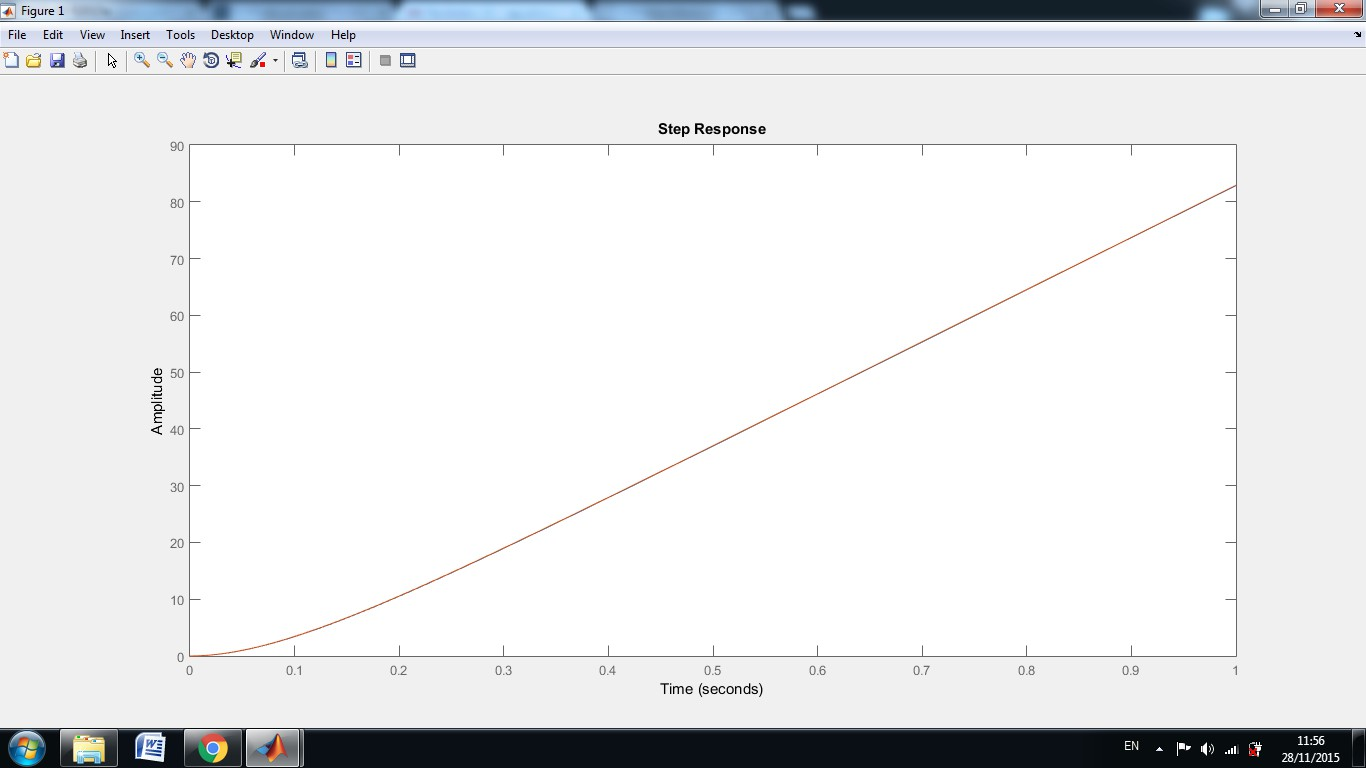 Figure 1
File Edit View Insert Tools Desktop Window Help
Step Response
90
80
70
60
50
40
30
20
10
0
Amplitude
0 0.1 0.2 0.3 0.4 0.5 0.6 0.7 0.8 0.9 1
Time (seconds)
EN
11:56
28/11/2015